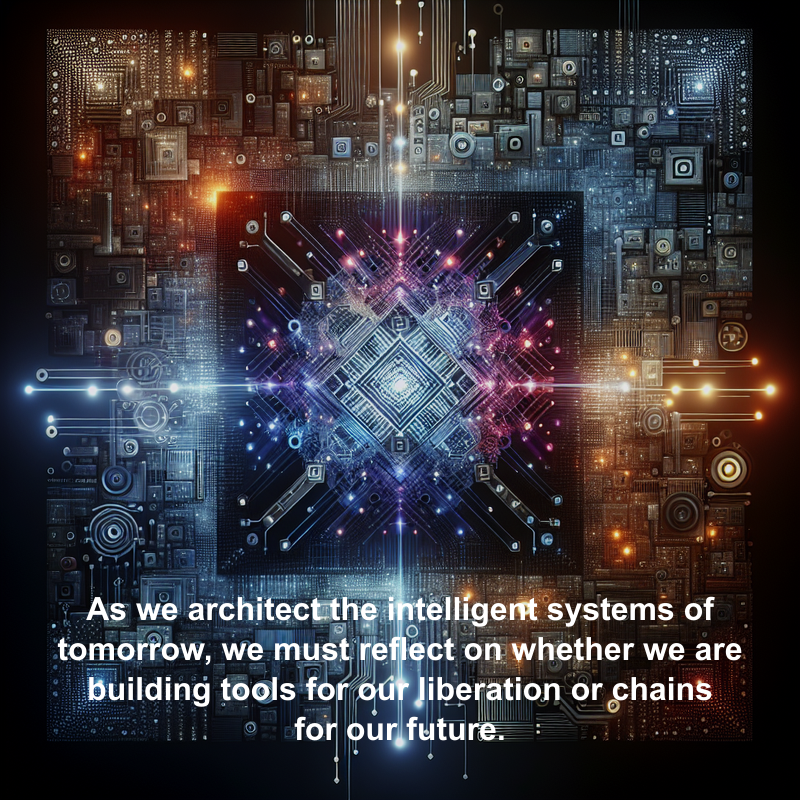 As we architect the intelligent systems of
tomorrow, we must reflect on whether we are
building tools for our liberation or chains
for our future.